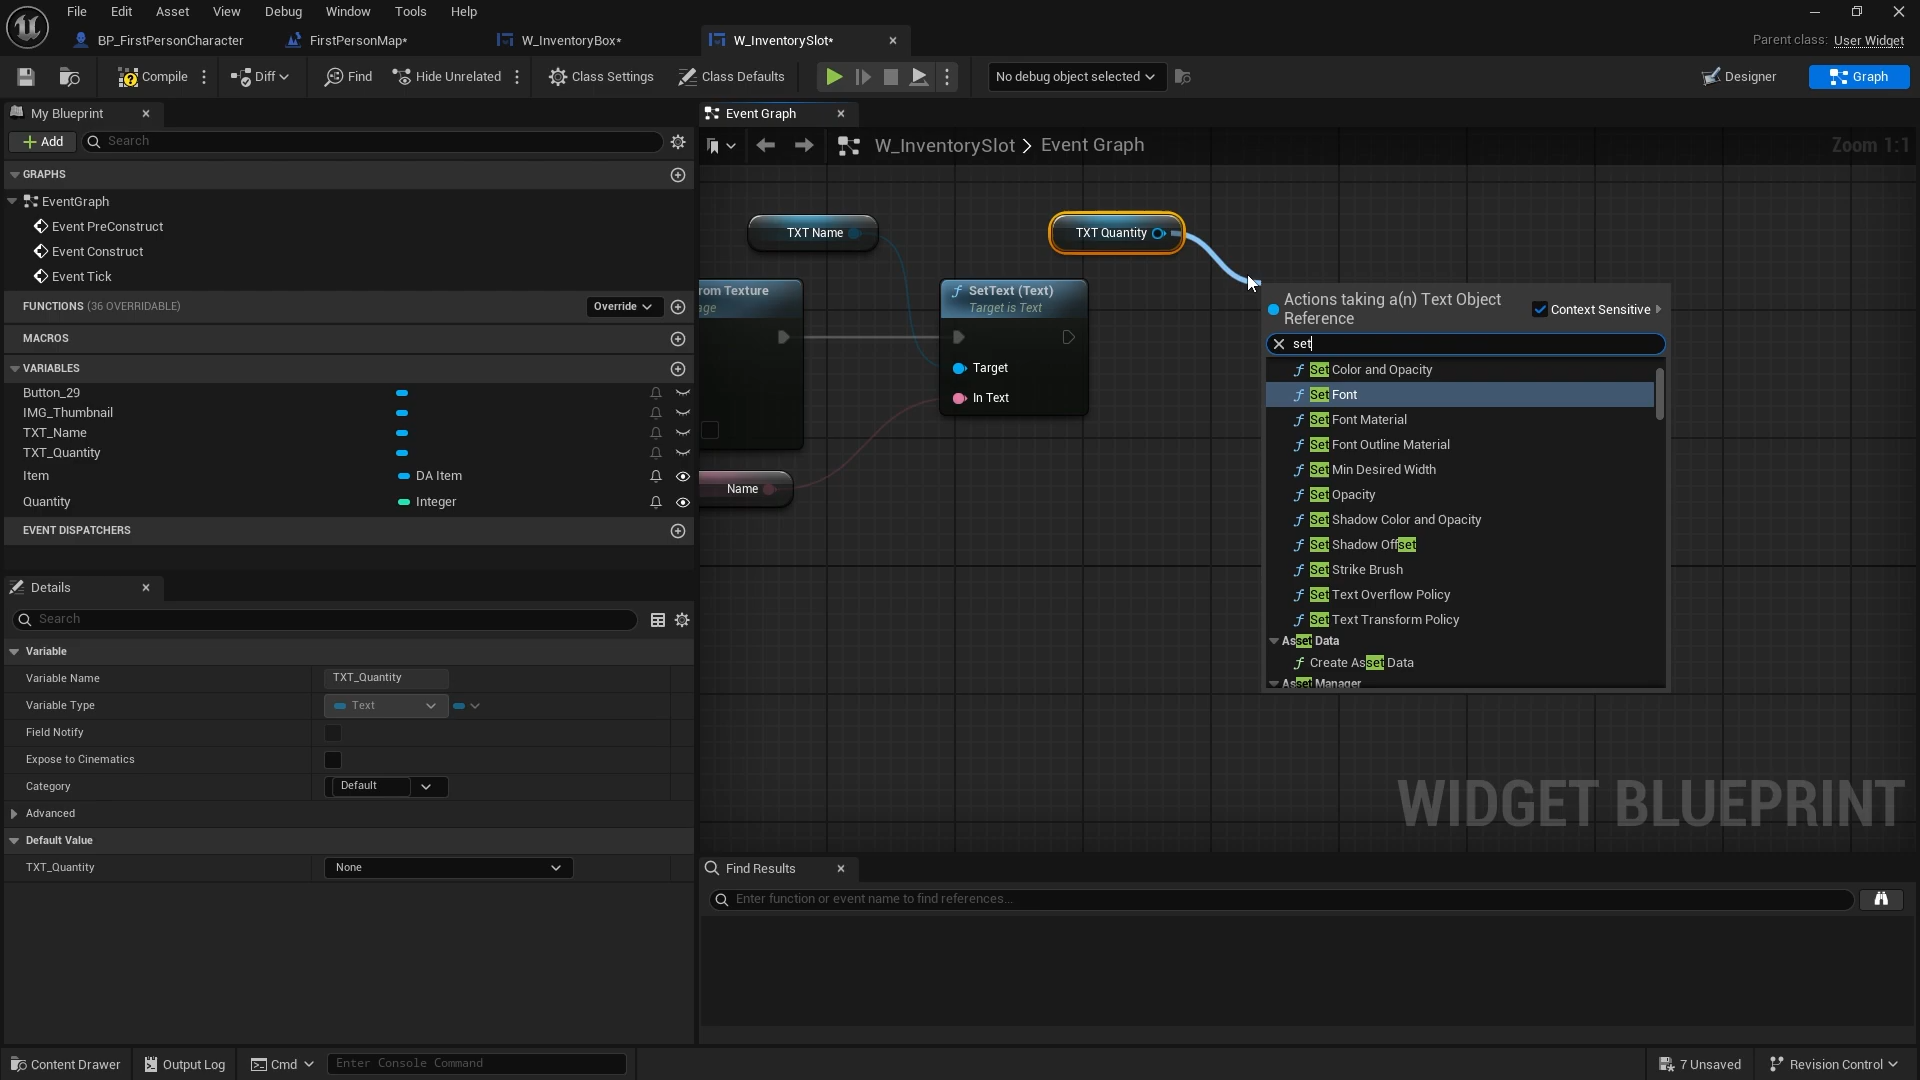 File Edit Asset View Debug Window Tools Help
BP_FirstPersonCharacter FirstPersonMap* W_InventoryBox* W_InventorySlot* Parent class: User Widget
Compile Diff Find Hide Unrelated Class Settings Class Defaults No debug object selected Designer Graph
My Blueprint
Event Graph
Add Search
W_InventorySlot > Event Graph Zoom 1:1
GRAPHS
EventGraph
Event PreConstruct
Event Construct
Event Tick
FUNCTIONS (36 OVERRIDABLE) Override
MACROS
VARIABLES
Button_29
IMG_Thumbnail
TXT_Name
TXT_Quantity
Item DA Item
Quantity Integer
EVENT DISPATCHERS
TXT Name
TXT Quantity
rom Texture
age
SetText (Text)
Target is Text
Target
In Text
Name
Actions taking a(n) Text Object
Reference
Context Sensitive
set
Set Color and Opacity
Set Font
Set Font Material
Set Font Outline Material
Set Min Desired Width
Set Opacity
Set Shadow Color and Opacity
Set Shadow Offset
Set Strike Brush
Set Text Overflow Policy
Set Text Transform Policy
Asset Data
Create Asset Data
Asset Manager
WIDGET BLUEPRINT
Details
Search
Variable
Variable Name TXT_Quantity
Variable Type Text
Field Notify
Expose to Cinematics
Category Default
Advanced
Default Value
TXT_Quantity None
Find Results
Enter function or event name to find references...
Content Drawer Output Log Cmd Enter Console Command 7 Unsaved Revision Control